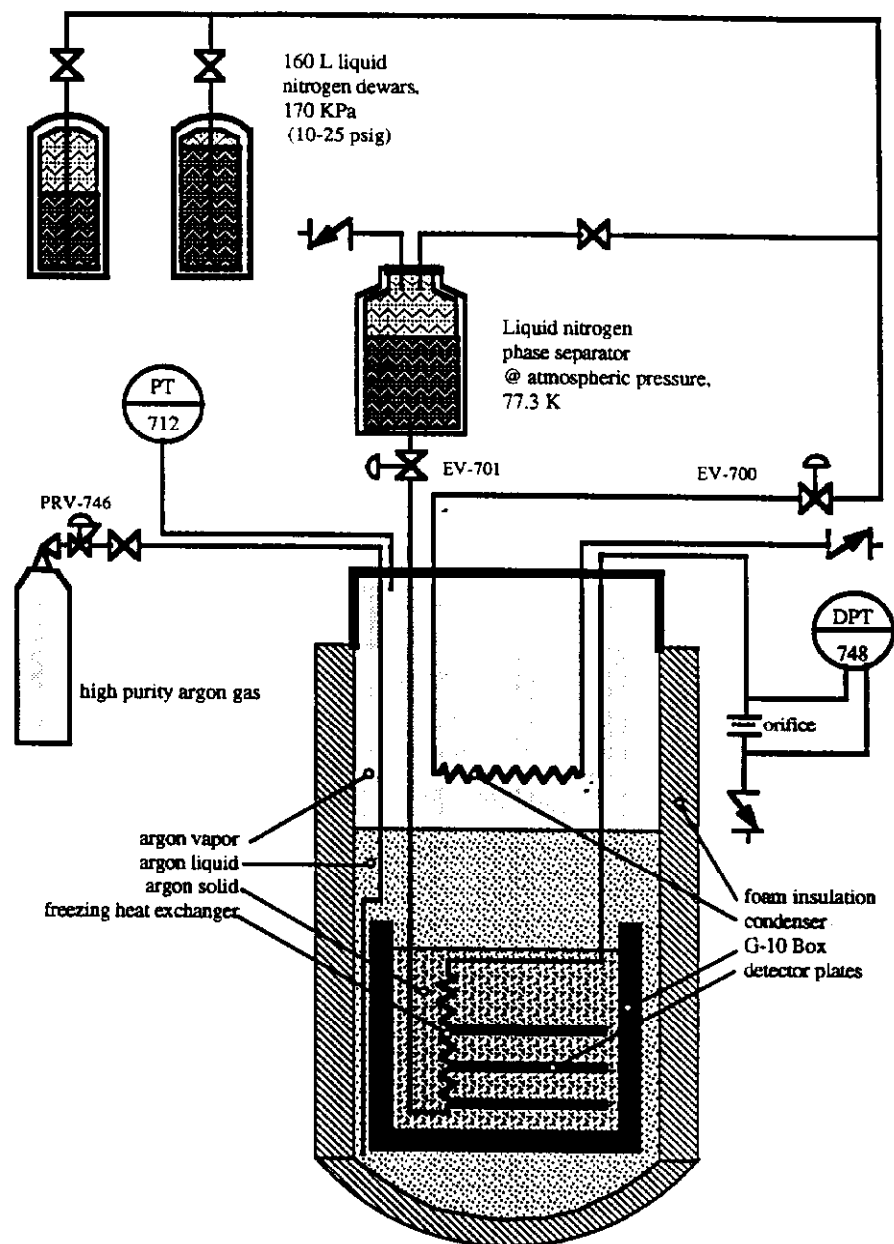 160 L liquid
nitrogen dewars,
170 KPa
(10-25 psig)
Liquid nitrogen
phase separator
@ atmospheric pressure,
77.3 K
PT
712
EV-701
EV-700
PRV-746
DPT
748
high purity argon gas
orifice
argon vapor
argon liquid
argon solid
freezing heat exchanger
foam insulation
condenser
G-10 Box
detector plates